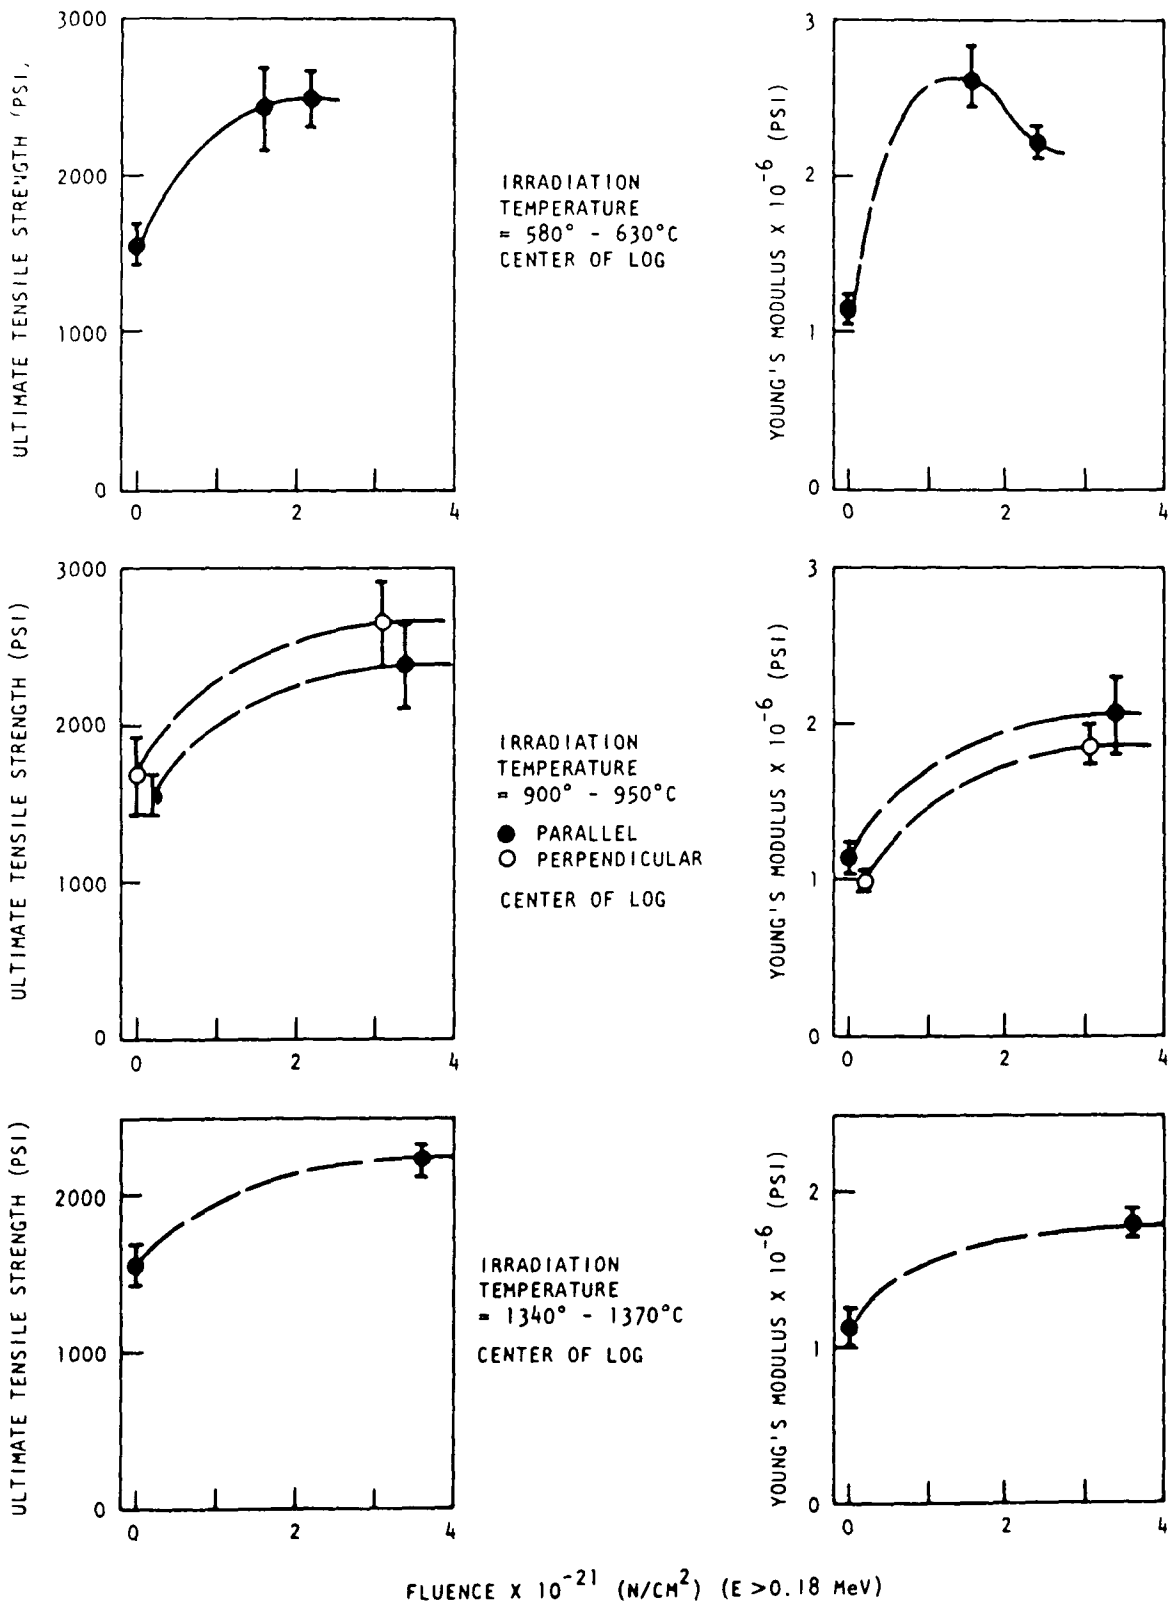 ULTIMATE TENSILE STRENGTH (PSI)
3000
2000
1000
0
0 2 4
IRRADIATION
TEMPERATURE
= 580° - 630°C
CENTER OF LOG
YOUNG'S MODULUS X 10⁻⁶ (PSI)
3
2
1
0
0 2 4
ULTIMATE TENSILE STRENGTH (PSI)
3000
2000
1000
0
0 2 4
IRRADIATION
TEMPERATURE
= 900° - 950°C
PARALLEL
PERPENDICULAR
CENTER OF LOG
YOUNG'S MODULUS X 10⁻⁶ (PSI)
3
2
1
0
0 2 4
ULTIMATE TENSILE STRENGTH (PSI)
2000
1000
0
0 2 4
IRRADIATION
TEMPERATURE
= 1340° - 1370°C
CENTER OF LOG
YOUNG'S MODULUS X 10⁻⁶ (PSI)
2
1
0
0 2 4
FLUENCE X 10⁻²¹ (N/CM²) (E >0.18 MeV)